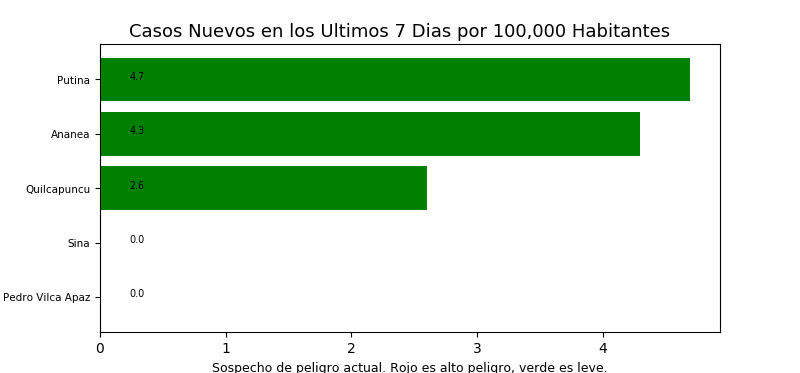 Casos Nuevos en los Ultimos 7 Dias por 100,000 Habitantes
Putina 4.7
Ananea 4.3
Quilcapuncu 2.6
Sina 0.0
Pedro Vilca Apaz 0.0
0 1 2 3 4
Sospecho de peligro actual. Rojo es alto peligro, verde es leve.